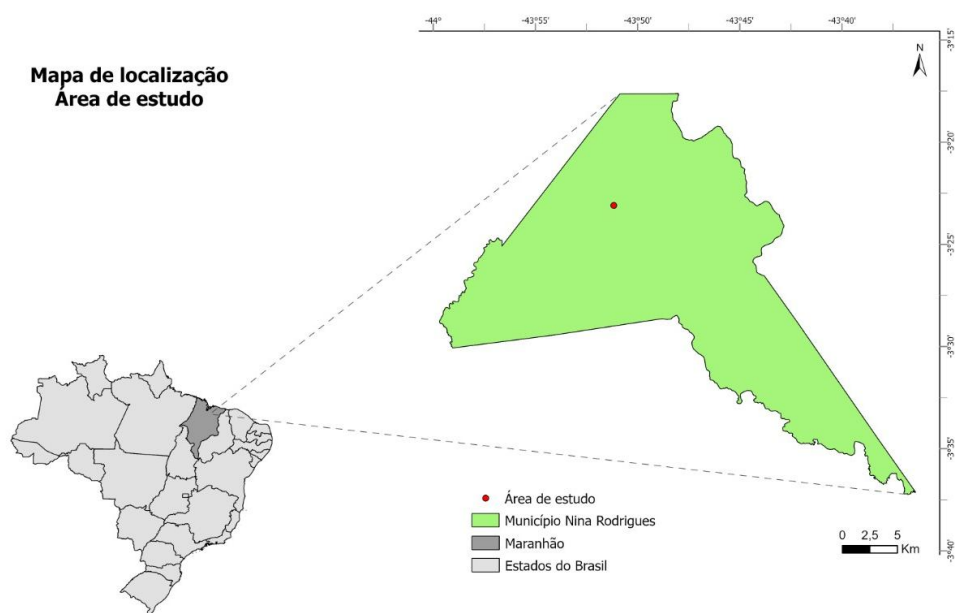 Mapa de localização
Área de estudo
-44°
-43°55'
-43°50'
-43°45'
-43°40'
-3°15'
N
-3°20'
-3°25'
-3°30'
-3°35'
-3°40'
Área de estudo
Município Nina Rodrigues
Maranhão
Estados do Brasil
0 2,5 5
Km